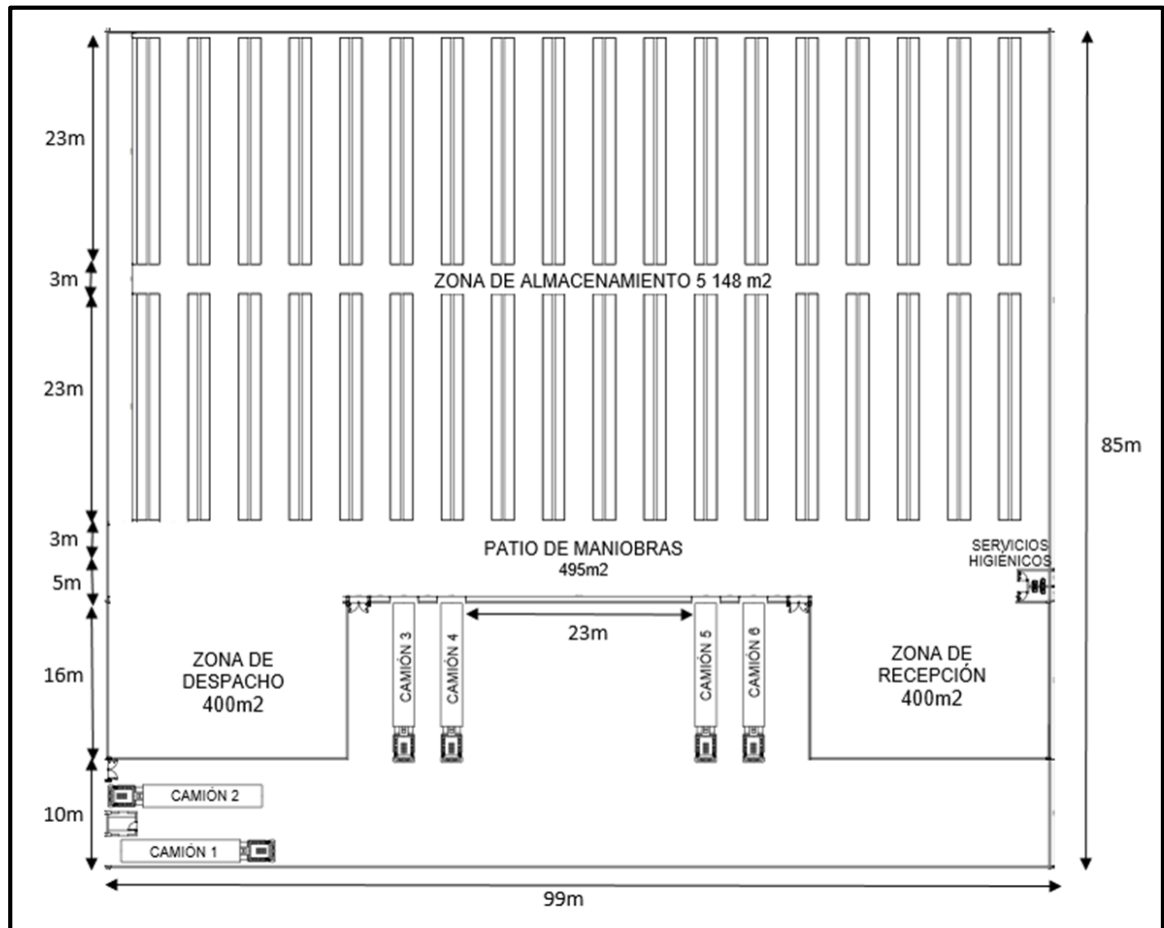 23m
3m
ZONA DE ALMACENAMIENTO 5 148 m2
23m
85m
3m
PATIO DE MANIOBRAS
495m2
SERVICIOS
HIGIÉNICOS
5m
23m
CAMIÓN 3
CAMIÓN 4
CAMIÓN 5
CAMIÓN 6
16m
ZONA DE
DESPACHO
400m2
ZONA DE
RECEPCIÓN
400m2
10m
CAMIÓN 2
CAMIÓN 1
99m